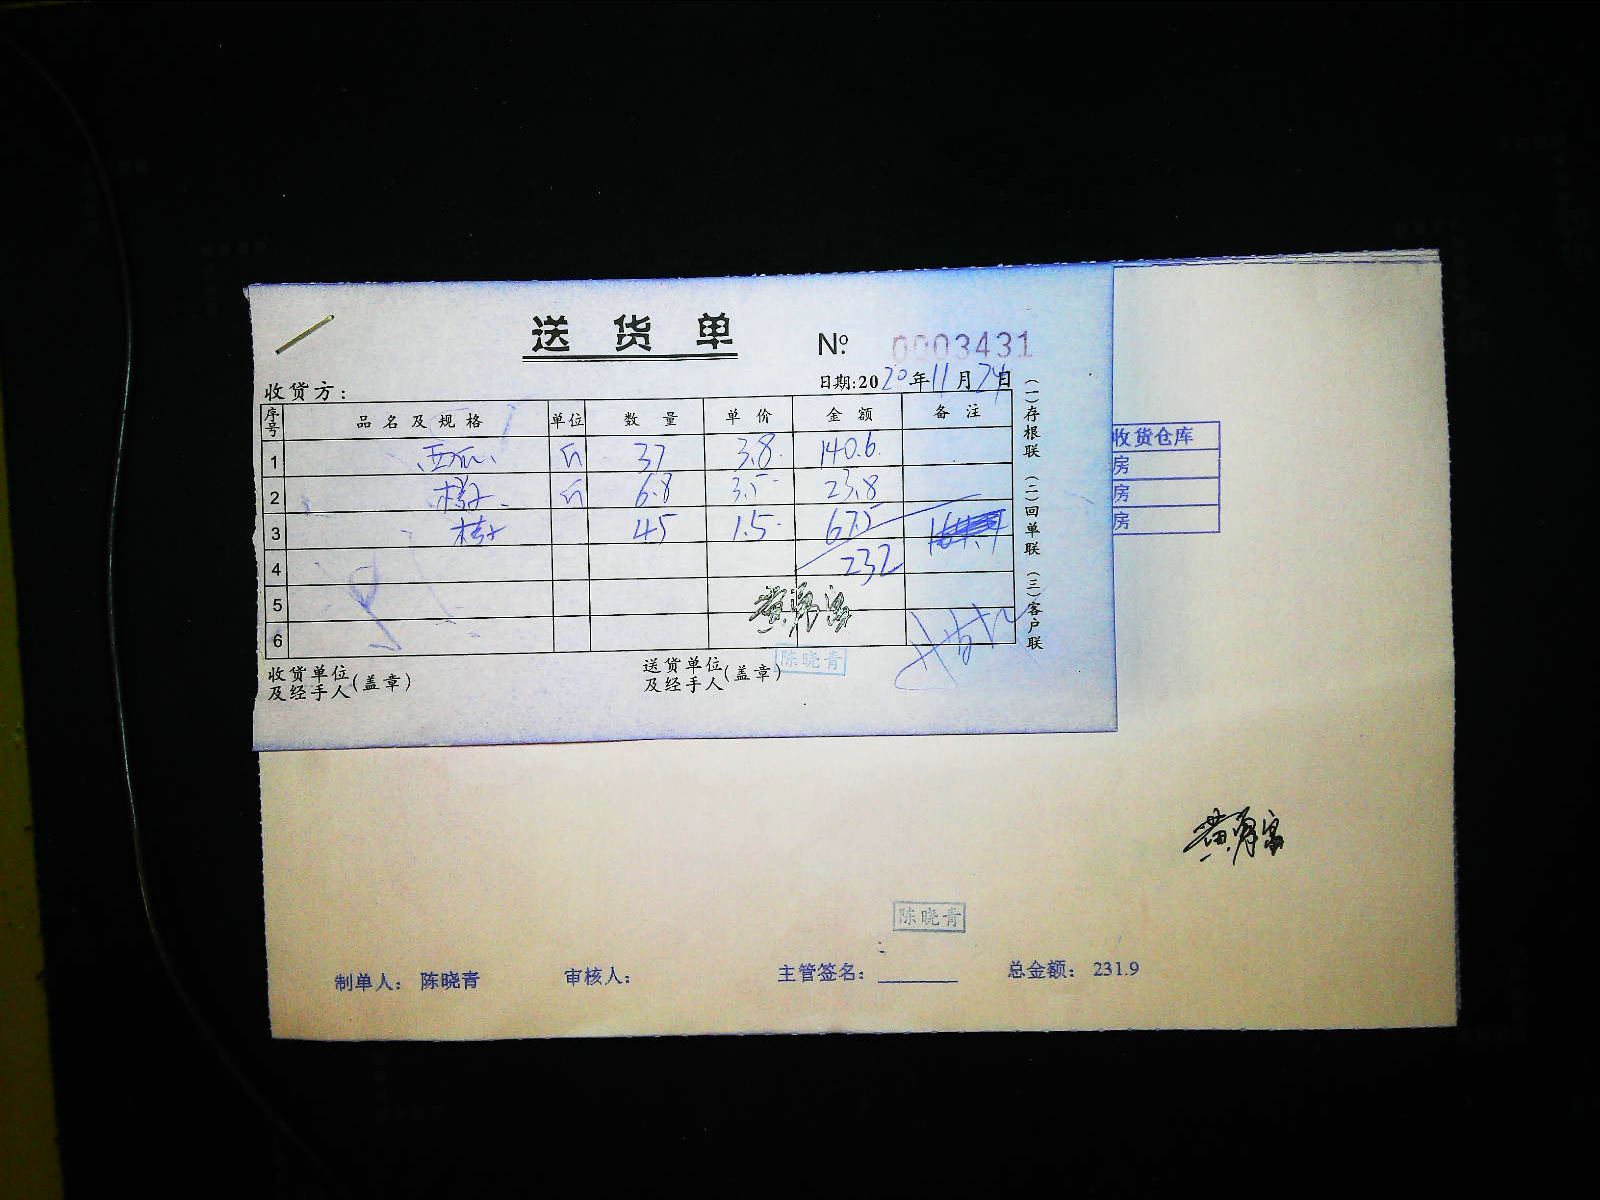 送货单
№ 0003431
收货方：
日期:2020年11月24日
序号 品名及规格 单位 数量 单价 金额 备注
1 西瓜 斤 37 3.8 140.6
2 斤 6.8 3.5 23.8
3 45 1.5 67.5
4 232
5
6
(一)存根联 (二)回单联 (三)客户联
收货单位及经手人(盖章)
送货单位及经手人(盖章)
陈晓青
收货仓库
房
房
房
陈晓青
制单人： 陈晓青 审核人： 主管签名： 总金额： 231.9